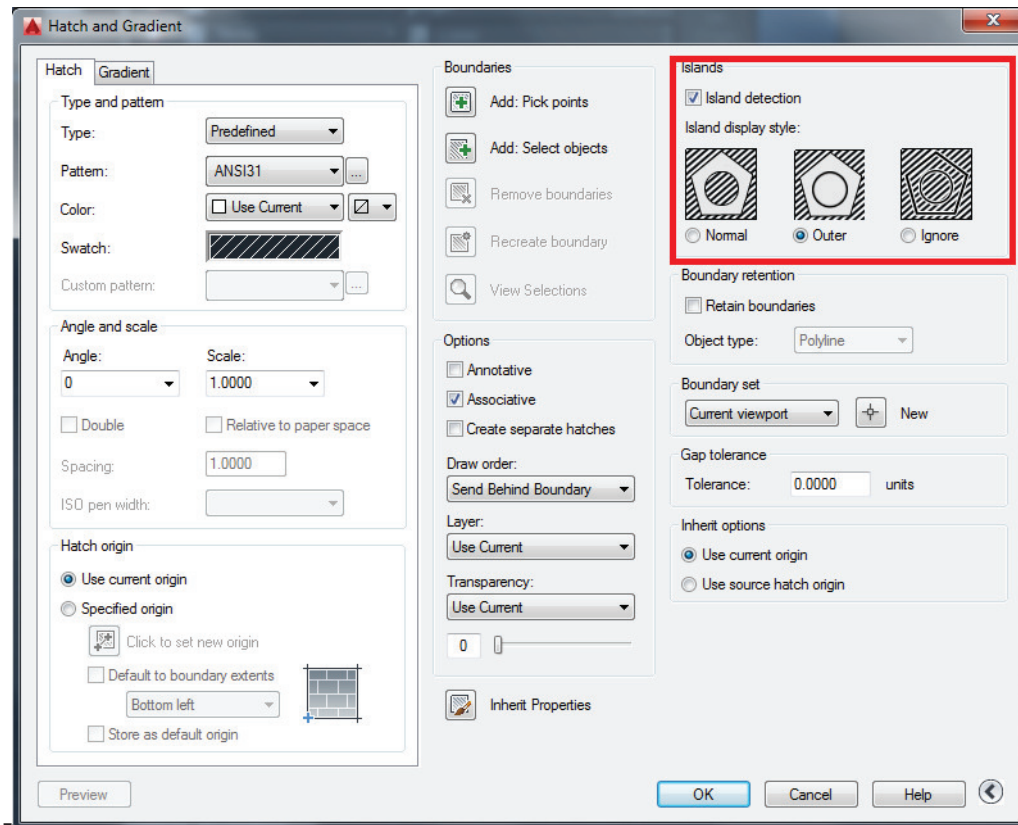 Hatch and Gradient
Hatch
Gradient
Type and pattern
Type:
Predefined
Pattern:
ANSI31
...
Color:
Use Current
Swatch:
Custom pattern:
...
Angle and scale
Angle:
Scale:
0
1.0000
Double
Relative to paper space
Spacing:
1.0000
ISO pen width:
Hatch origin
Use current origin
Specified origin
Click to set new origin
Default to boundary extents
Bottom left
Store as default origin
Preview
Boundaries
Add: Pick points
Add: Select objects
Remove boundaries
Recreate boundary
View Selections
Options
Annotative
Associative
Create separate hatches
Draw order:
Send Behind Boundary
Layer:
Use Current
Transparency:
Use Current
0
Inherit Properties
Islands
Island detection
Island display style:
Normal
Outer
Ignore
Boundary retention
Retain boundaries
Object type:
Polyline
Boundary set
Current viewport
New
Gap tolerance
Tolerance:
0.0000
units
Inherit options
Use current origin
Use source hatch origin
OK
Cancel
Help